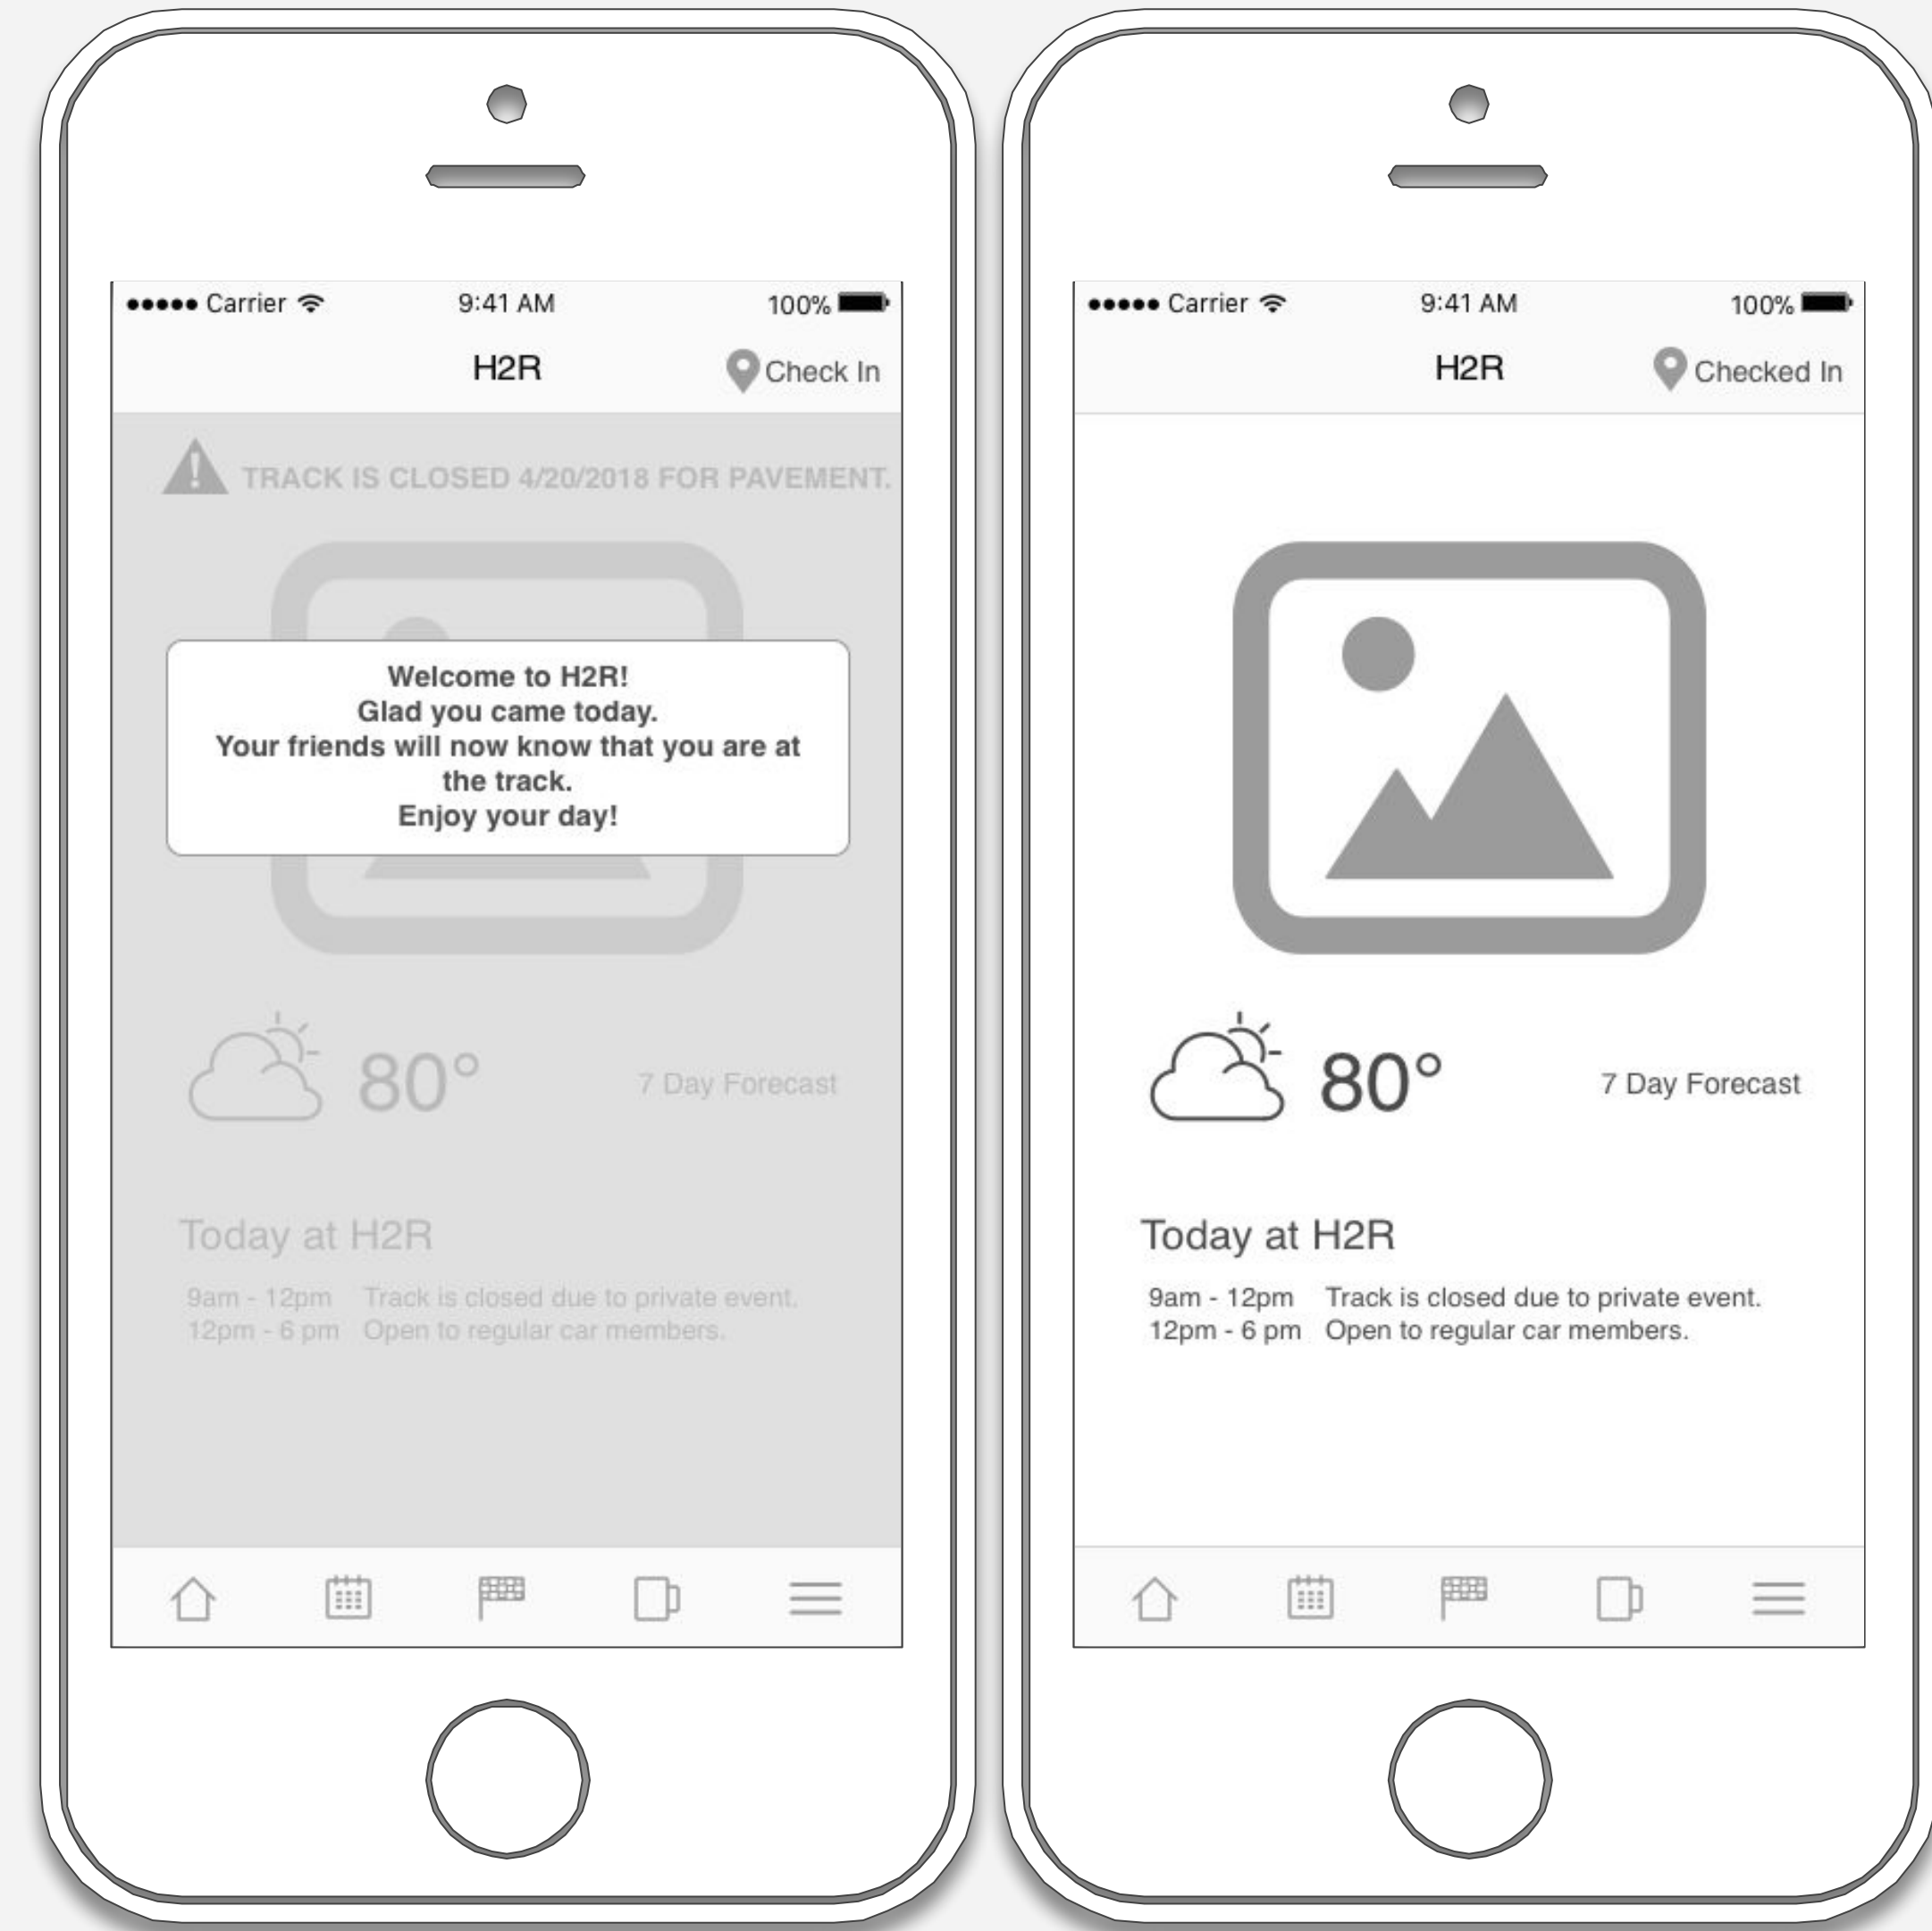 Carrier 9:41 AM 100%
H2R Check In
TRACK IS CLOSED 4/20/2018 FOR PAVEMENT.
Welcome to H2R!
Glad you came today.
Your friends will now know that you are at
the track.
Enjoy your day!
80° 7 Day Forecast
Today at H2R
9am - 12pm Track is closed due to private event.
12pm - 6 pm Open to regular car members.
Carrier 9:41 AM 100%
H2R Checked In
80° 7 Day Forecast
Today at H2R
9am - 12pm Track is closed due to private event.
12pm - 6 pm Open to regular car members.